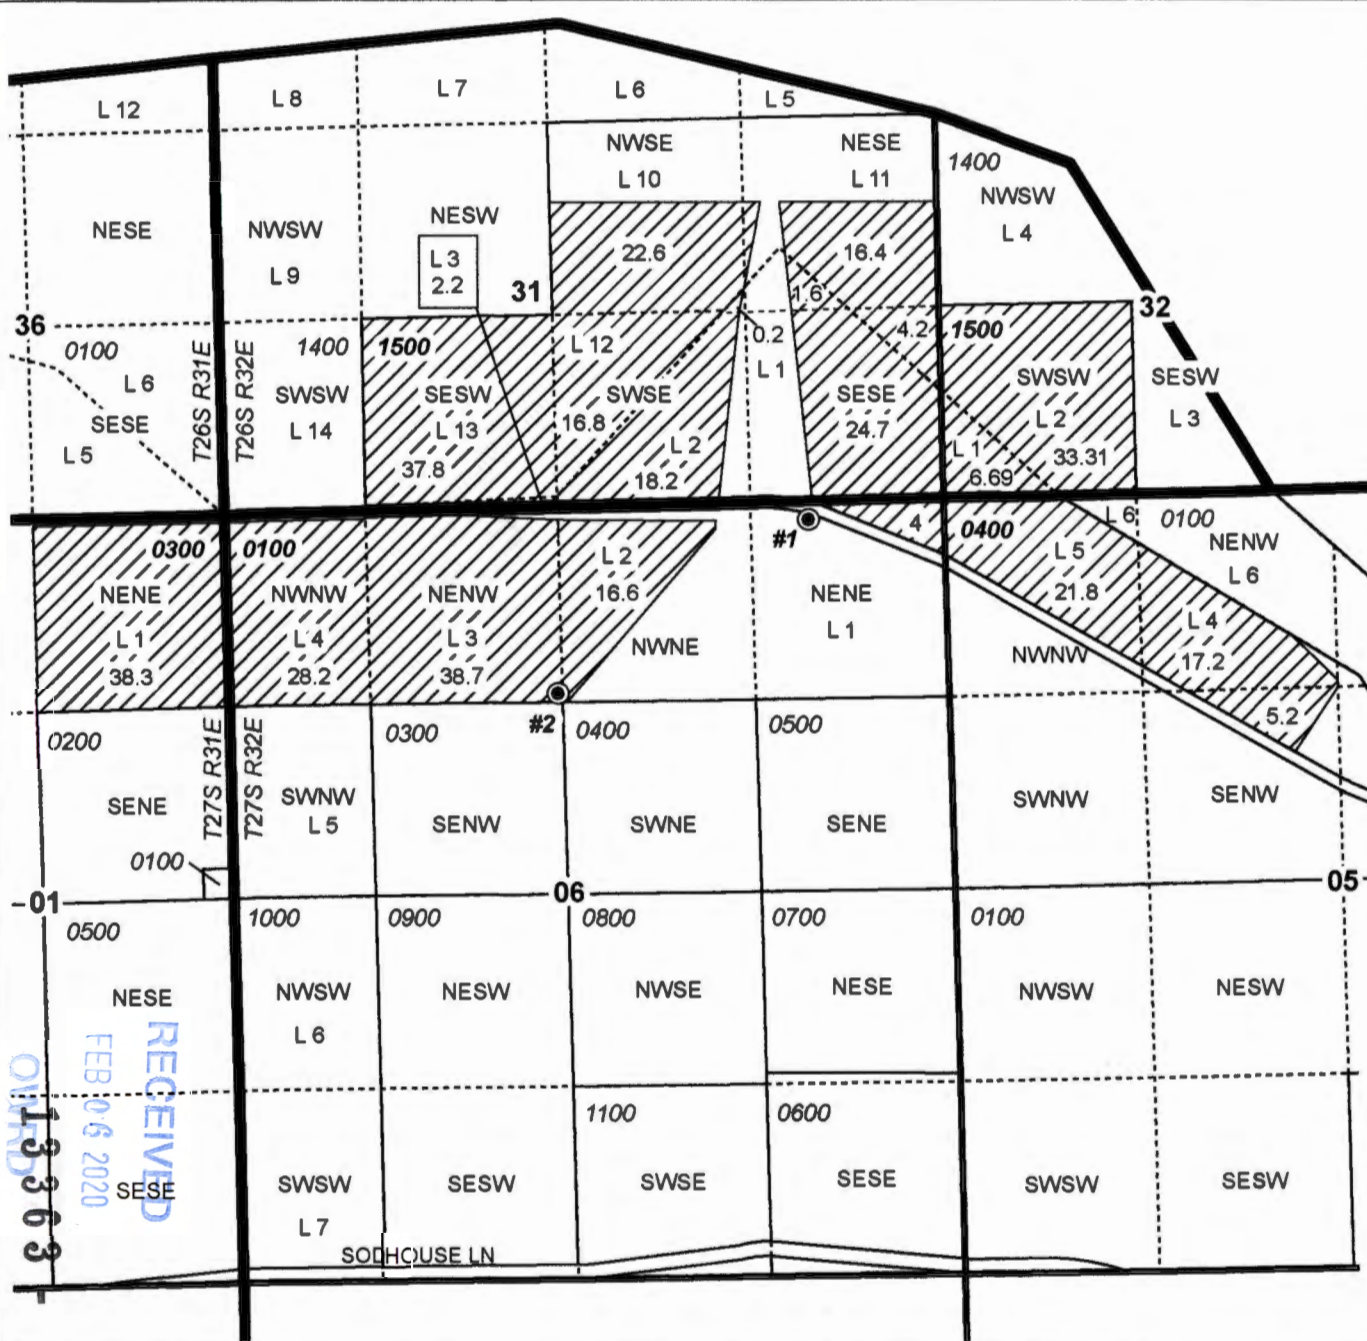 L 12
L 8
L 7
L 6
L 5
NWSE
L 10
NESE
L 11
1400
NWSW
L 4
NESE
NWSW
L 9
NESW
L 3
2.2
31
22.6
16.4
1.6
36
0100
L 6
SESE
L 5
T26S R31E
T26S R32E
1400
SWSW
L 14
1500
SESW
L 13
37.8
L 12
SWSE
16.8
L 2
18.2
0.2
L 1
4.2
SESE
24.7
1500
32
SWSW
L 2
33.31
L 1
6.69
SESW
L 3
0300
NENE
L 1
38.3
0100
NWNW
L 4
28.2
NENW
L 3
38.7
L 2
16.6
NWNE
#1
#2
NENE
L 1
4
0400
L 5
21.8
L 6
0100
NENW
L 6
L 4
17.2
5.2
NWNW
0200
SENE
0100
T27S R31E
T27S R32E
SWNW
L 5
0300
SENW
0400
SWNE
0500
SENE
SWNW
SENW
01
06
05
0500
NESE
1000
NWSW
L 6
0900
NESW
0800
NWSE
0700
NESE
0100
NWSW
NESW
SESE
SWSW
L 7
SESW
1100
SWSE
0600
SESE
SWSW
SESW
SODHOUSE LN
RECEIVED
FEB 06 2020
OWRD
13363